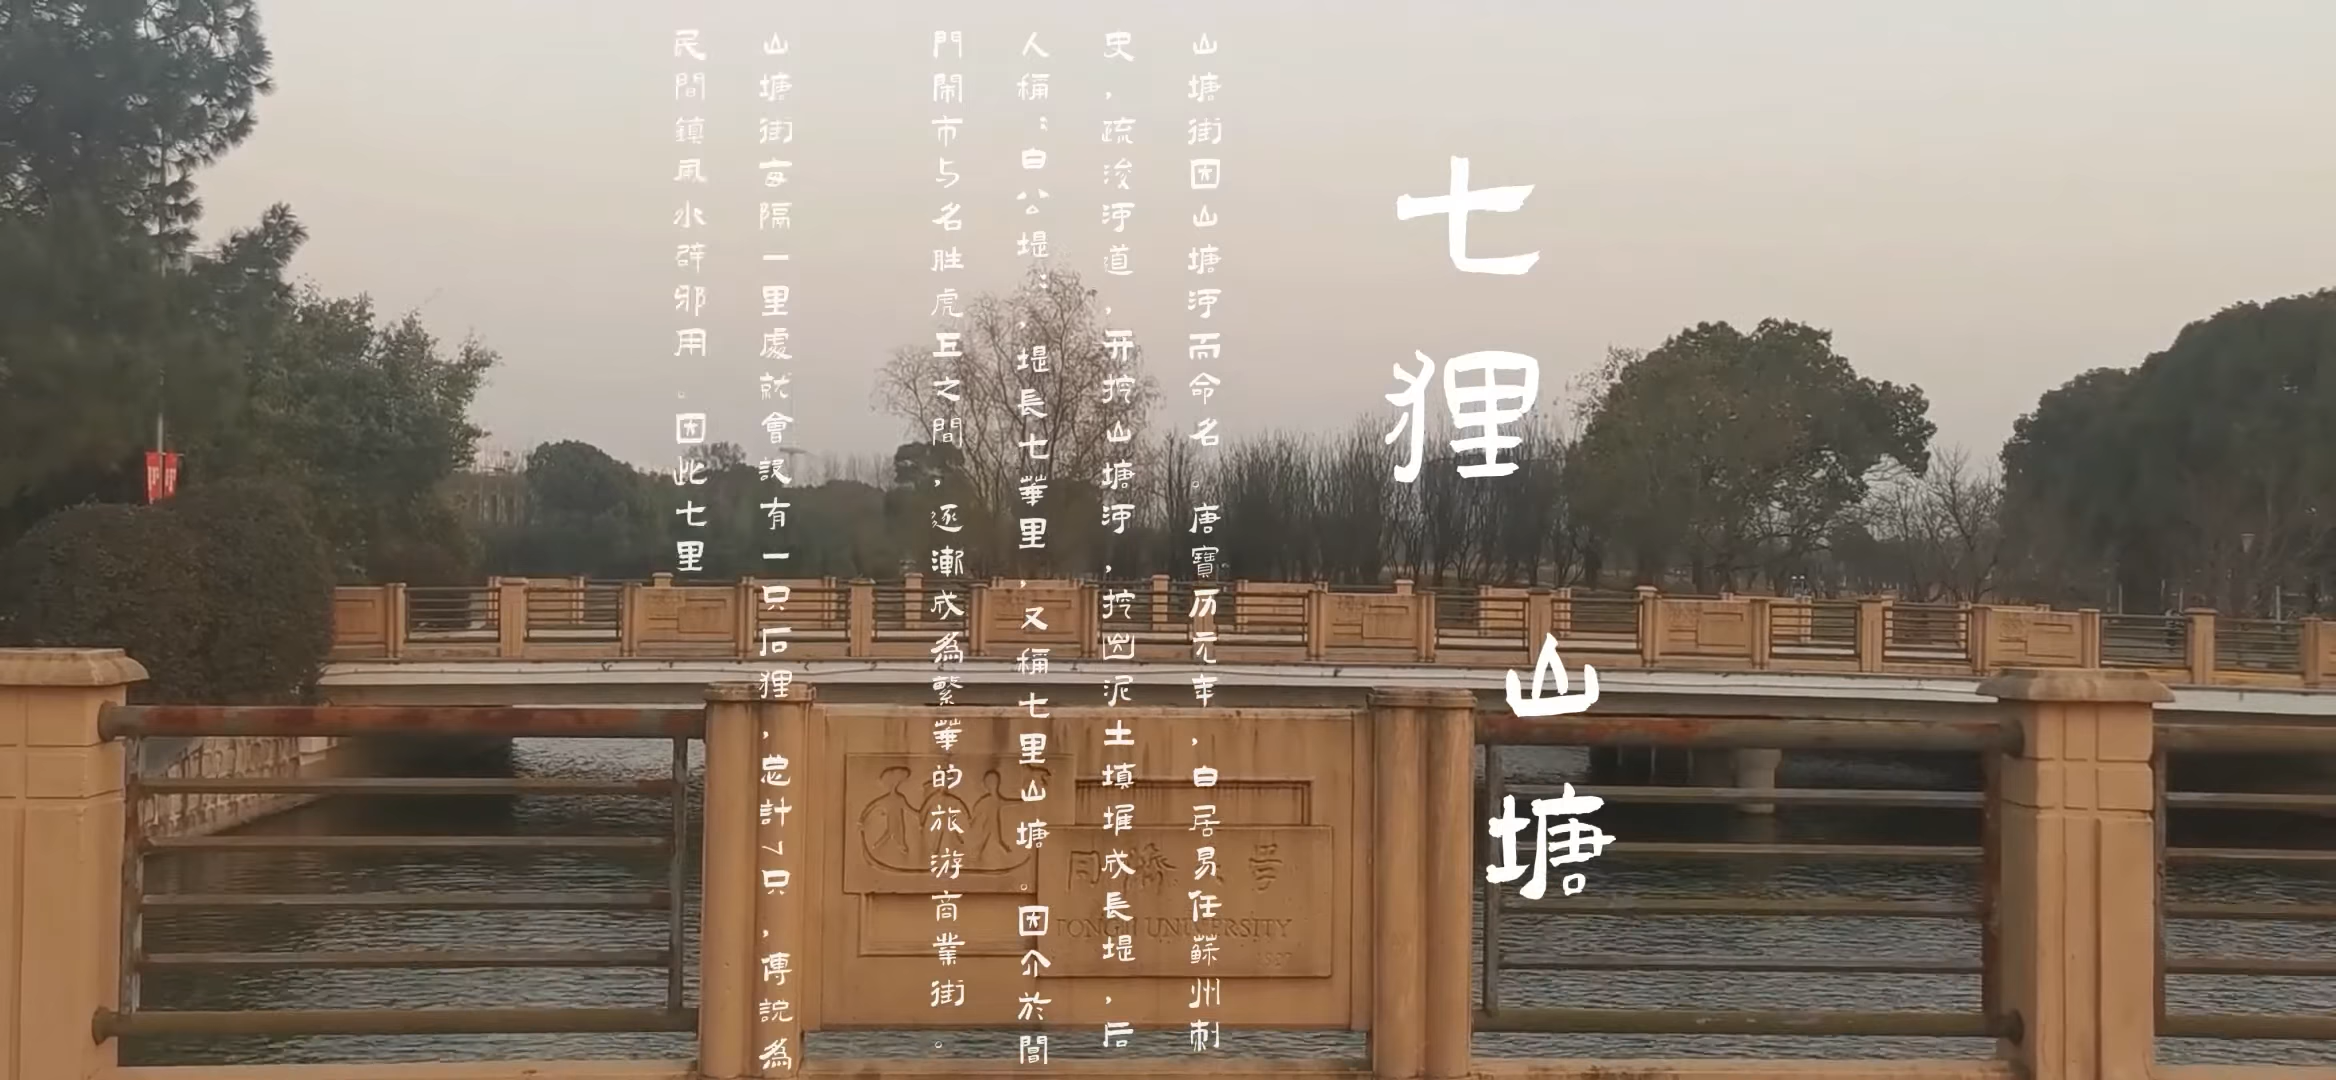 七狸
山塘
山塘街因山塘河而命名。唐寶历元年，白居易任蘇州刺
史，疏浚河道，开挖山塘河，挖出泥土填堆成長堤，后
人稱：白公堤：，堤長七華里，又稱七里山塘。因介於閶
門鬧市与名胜虎丘之間，逐漸成為繁華的旅游商業街。
山塘街每隔一里處就會設有一只石狸，总計7只，傳説為
民間鎮風水辟邪用。因此七里
TONGJI UNIVERSITY